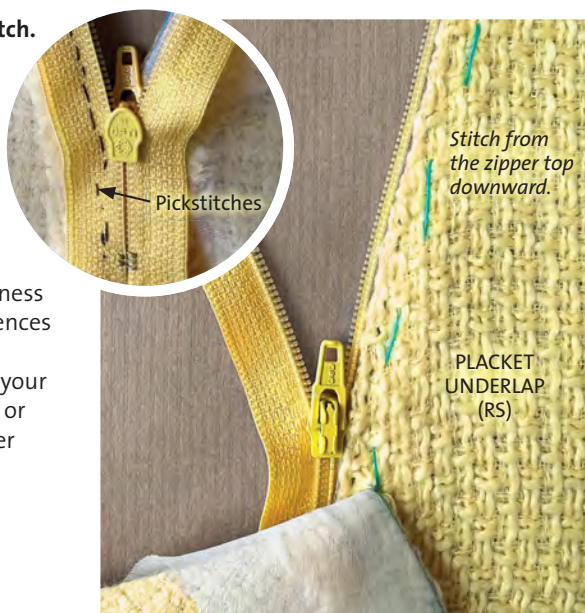 tch.
Pickstitches
ness
ences
your
or
er
Stitch from
the zipper top
downward.
PLACKET
UNDERLAP
(RS)